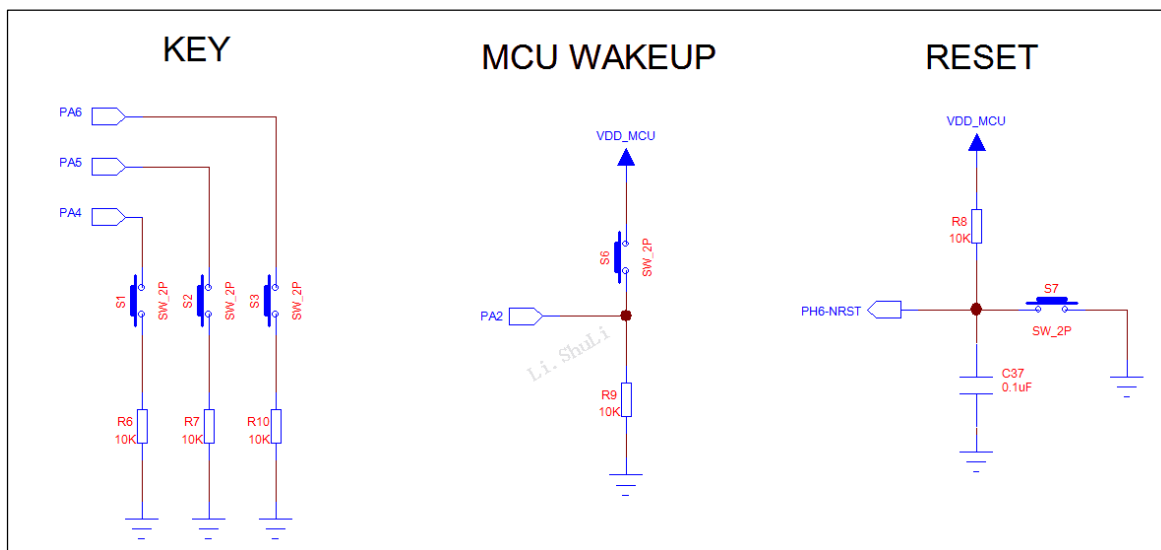 KEY
PA6
PA5
PA4
S1
SW_2P
S2
SW_2P
S3
SW_2P
R6
10K
R7
10K
R10
10K
MCU WAKEUP
VDD_MCU
S6
SW_2P
PA2
Li.ShuLi
R9
10K
RESET
VDD_MCU
R8
10K
PH6-NRST
S7
SW_2P
C37
0.1uF